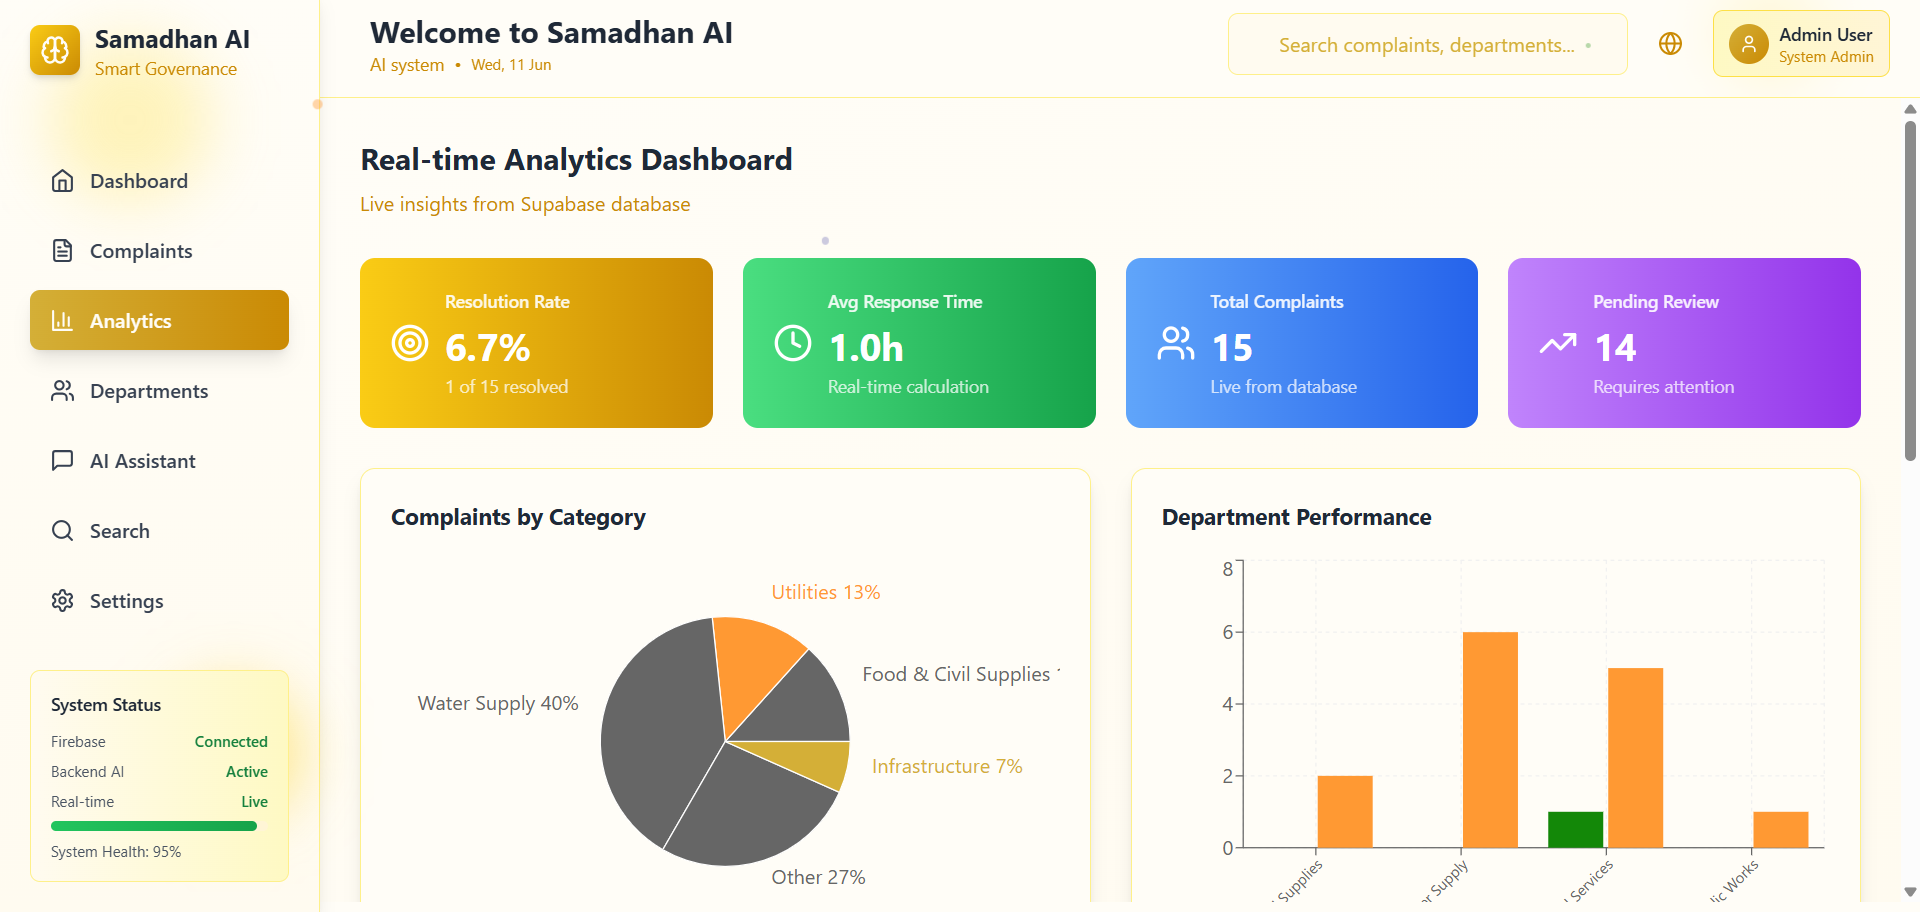 Samadhan AI
Smart Governance
Welcome to Samadhan AI
AI system • Wed, 11 Jun
Search complaints, departments...
Admin User
System Admin
Dashboard
Complaints
Analytics
Departments
AI Assistant
Search
Settings
System Status
Firebase Connected
Backend AI Active
Real-time Live
System Health: 95%
Real-time Analytics Dashboard
Live insights from Supabase database
Resolution Rate
6.7%
1 of 15 resolved
Avg Response Time
1.0h
Real-time calculation
Total Complaints
15
Live from database
Pending Review
14
Requires attention
Complaints by Category
Utilities 13%
Food & Civil Supplies
Water Supply 40%
Infrastructure 7%
Other 27%
Department Performance
8
6
4
2
0
Supplies
Supply
Services
Works